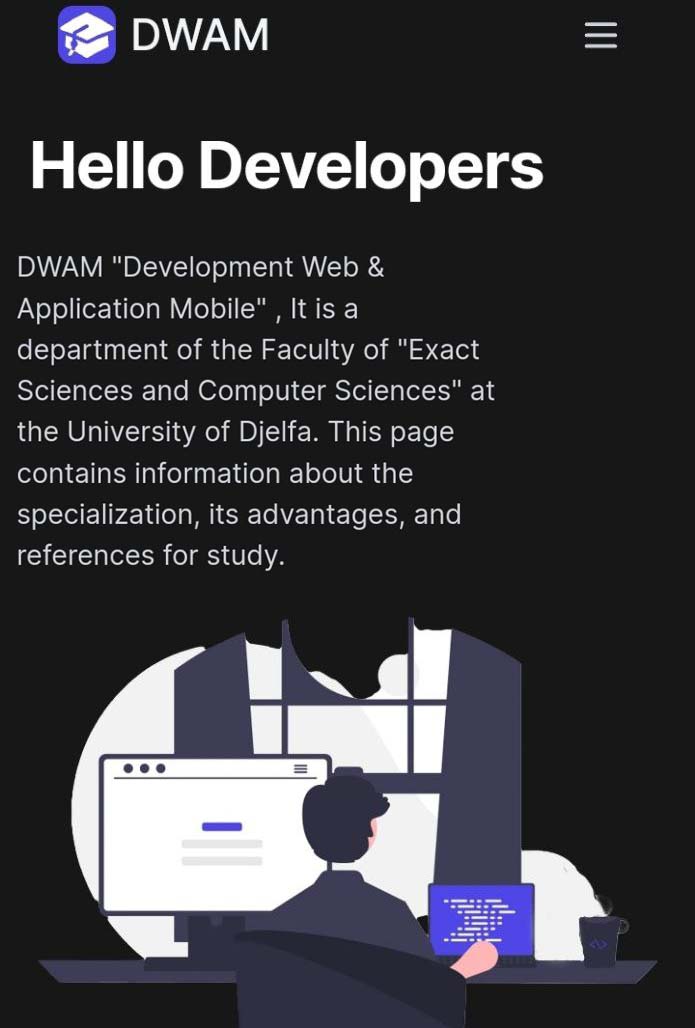 DWAM
Hello Developers
DWAM "Development Web &
Application Mobile" , It is a
department of the Faculty of "Exact
Sciences and Computer Sciences" at
the University of Djelfa. This page
contains information about the
specialization, its advantages, and
references for study.